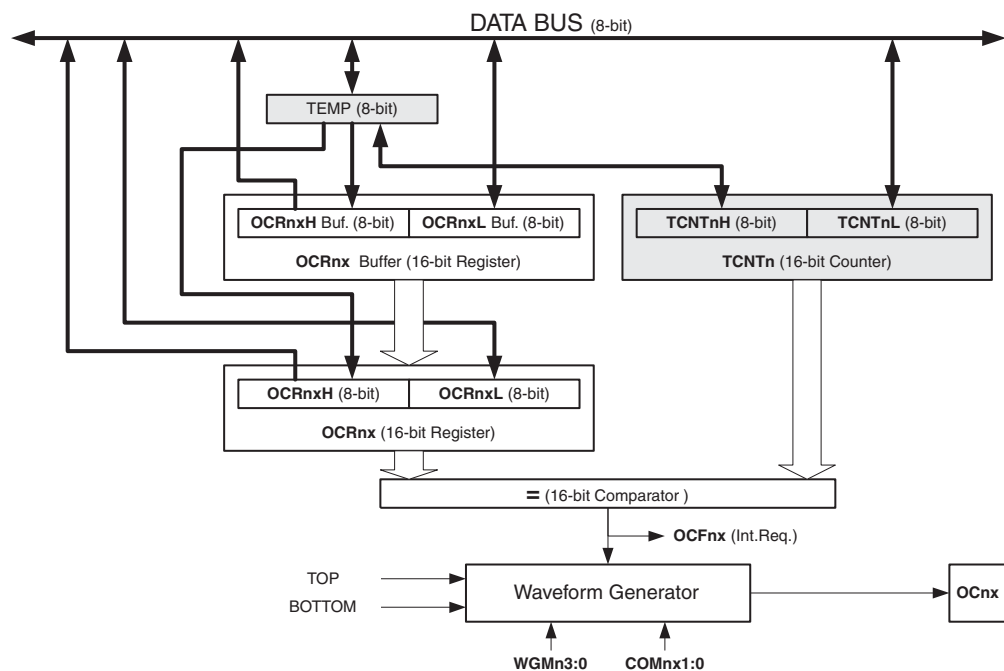 DATA BUS (8-bit)
TEMP (8-bit)
OCRnxH Buf. (8-bit) OCRnxL Buf. (8-bit)
OCRnx Buffer (16-bit Register)
TCNTnH (8-bit) TCNTnL (8-bit)
TCNTn (16-bit Counter)
OCRnxH (8-bit) OCRnxL (8-bit)
OCRnx (16-bit Register)
= (16-bit Comparator )
OCFnx (Int.Req.)
TOP
BOTTOM
Waveform Generator
OCnx
WGMn3:0 COMnx1:0